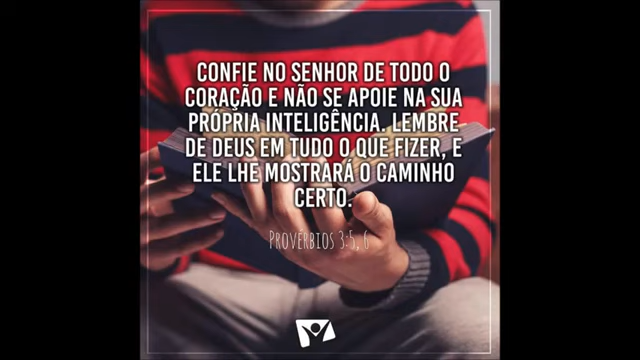 CONFIE NO SENHOR DE TODO O
CORAÇÃO E NÃO SE APOIE NA SUA
PRÓPRIA INTELIGÊNCIA. LEMBRE
DE DEUS EM TUDO O QUE FIZER, E
ELE LHE MOSTRARÁ O CAMINHO
CERTO.
PROVÉRBIOS 3:5, 6